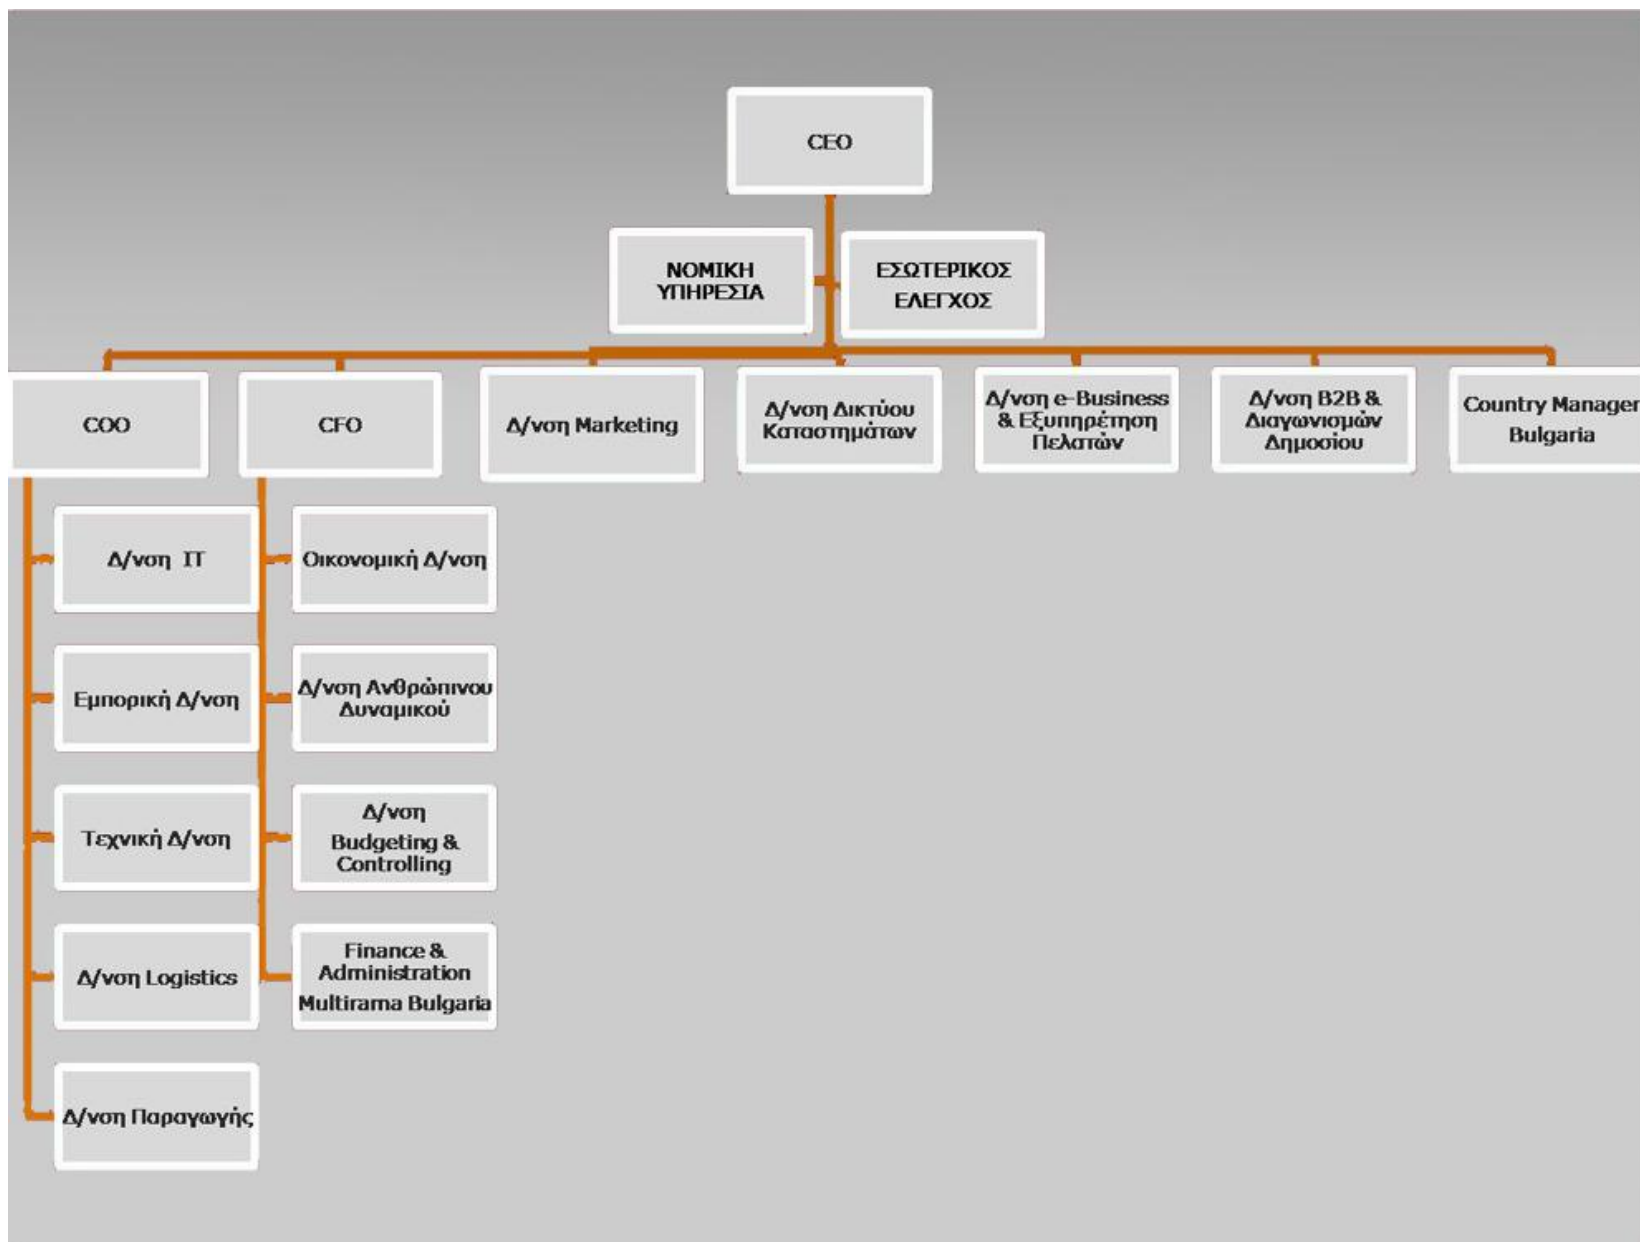 CEO
ΝΟΜΙΚΗ
ΥΠΗΡΕΣΙΑ
ΕΣΩΤΕΡΙΚΟΣ
ΕΛΕΓΧΟΣ
COO
CFO
Δ/νση Marketing
Δ/νση Δικτύου
Καταστημάτων
Δ/νση e-Business
& Εξυπηρέτηση
Πελατών
Δ/νση B2B &
Διαγωνισμών
Δημοσίου
Country Manager
Bulgaria
Δ/νση IT
Οικονομική Δ/νση
Εμπορική Δ/νση
Δ/νση Ανθρώπινου
Δυναμικού
Τεχνική Δ/νση
Δ/νση
Budgeting &
Controlling
Δ/νση Logistics
Finance &
Administration
Multirama Bulgaria
Δ/νση Παραγωγής